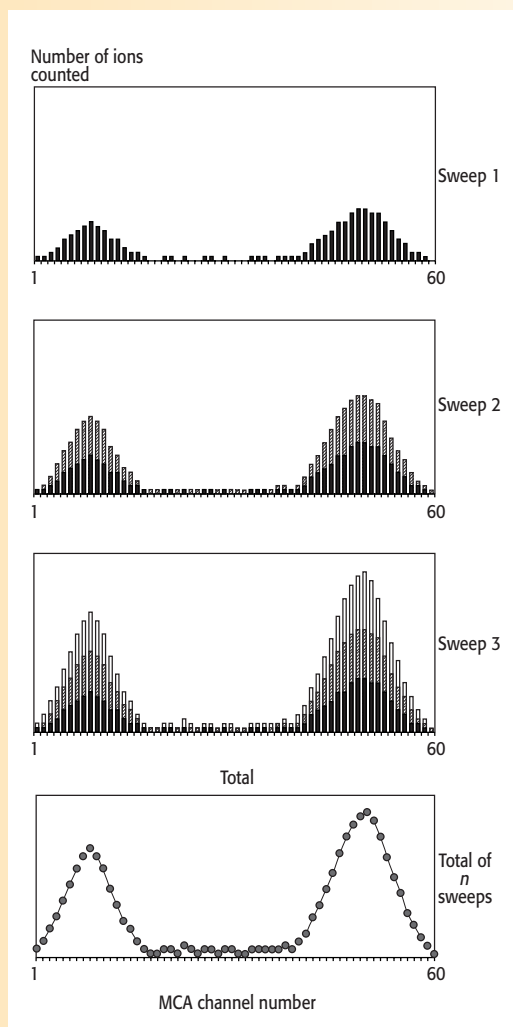 Number of ions
counted
Sweep 1
1
60
Sweep 2
1
60
Sweep 3
1
60
Total
Total of
n
sweeps
1
60
MCA channel number